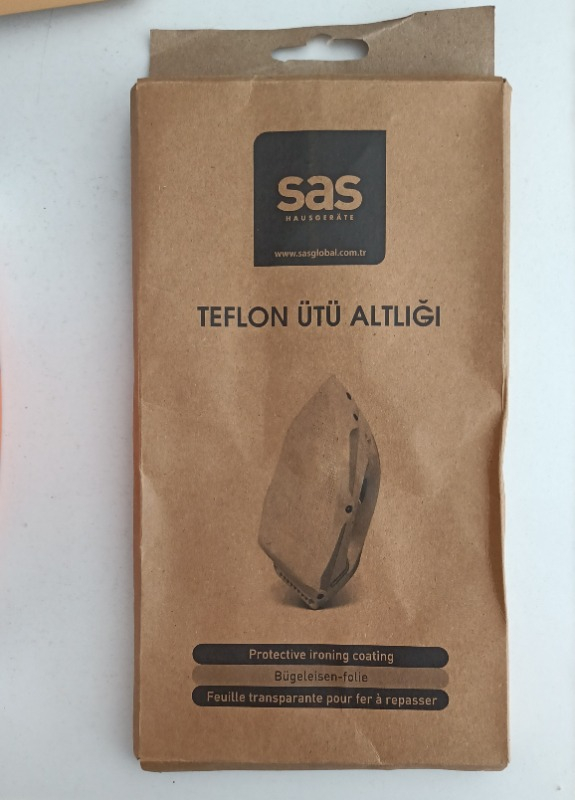 sas
HAUSGERÄTE
www.sasglobal.com.tr
TEFLON ÜTÜ ALTLIĞI
Protective ironing coating
Bügeleisen-folie
Feuille transparante pour fer à repasser